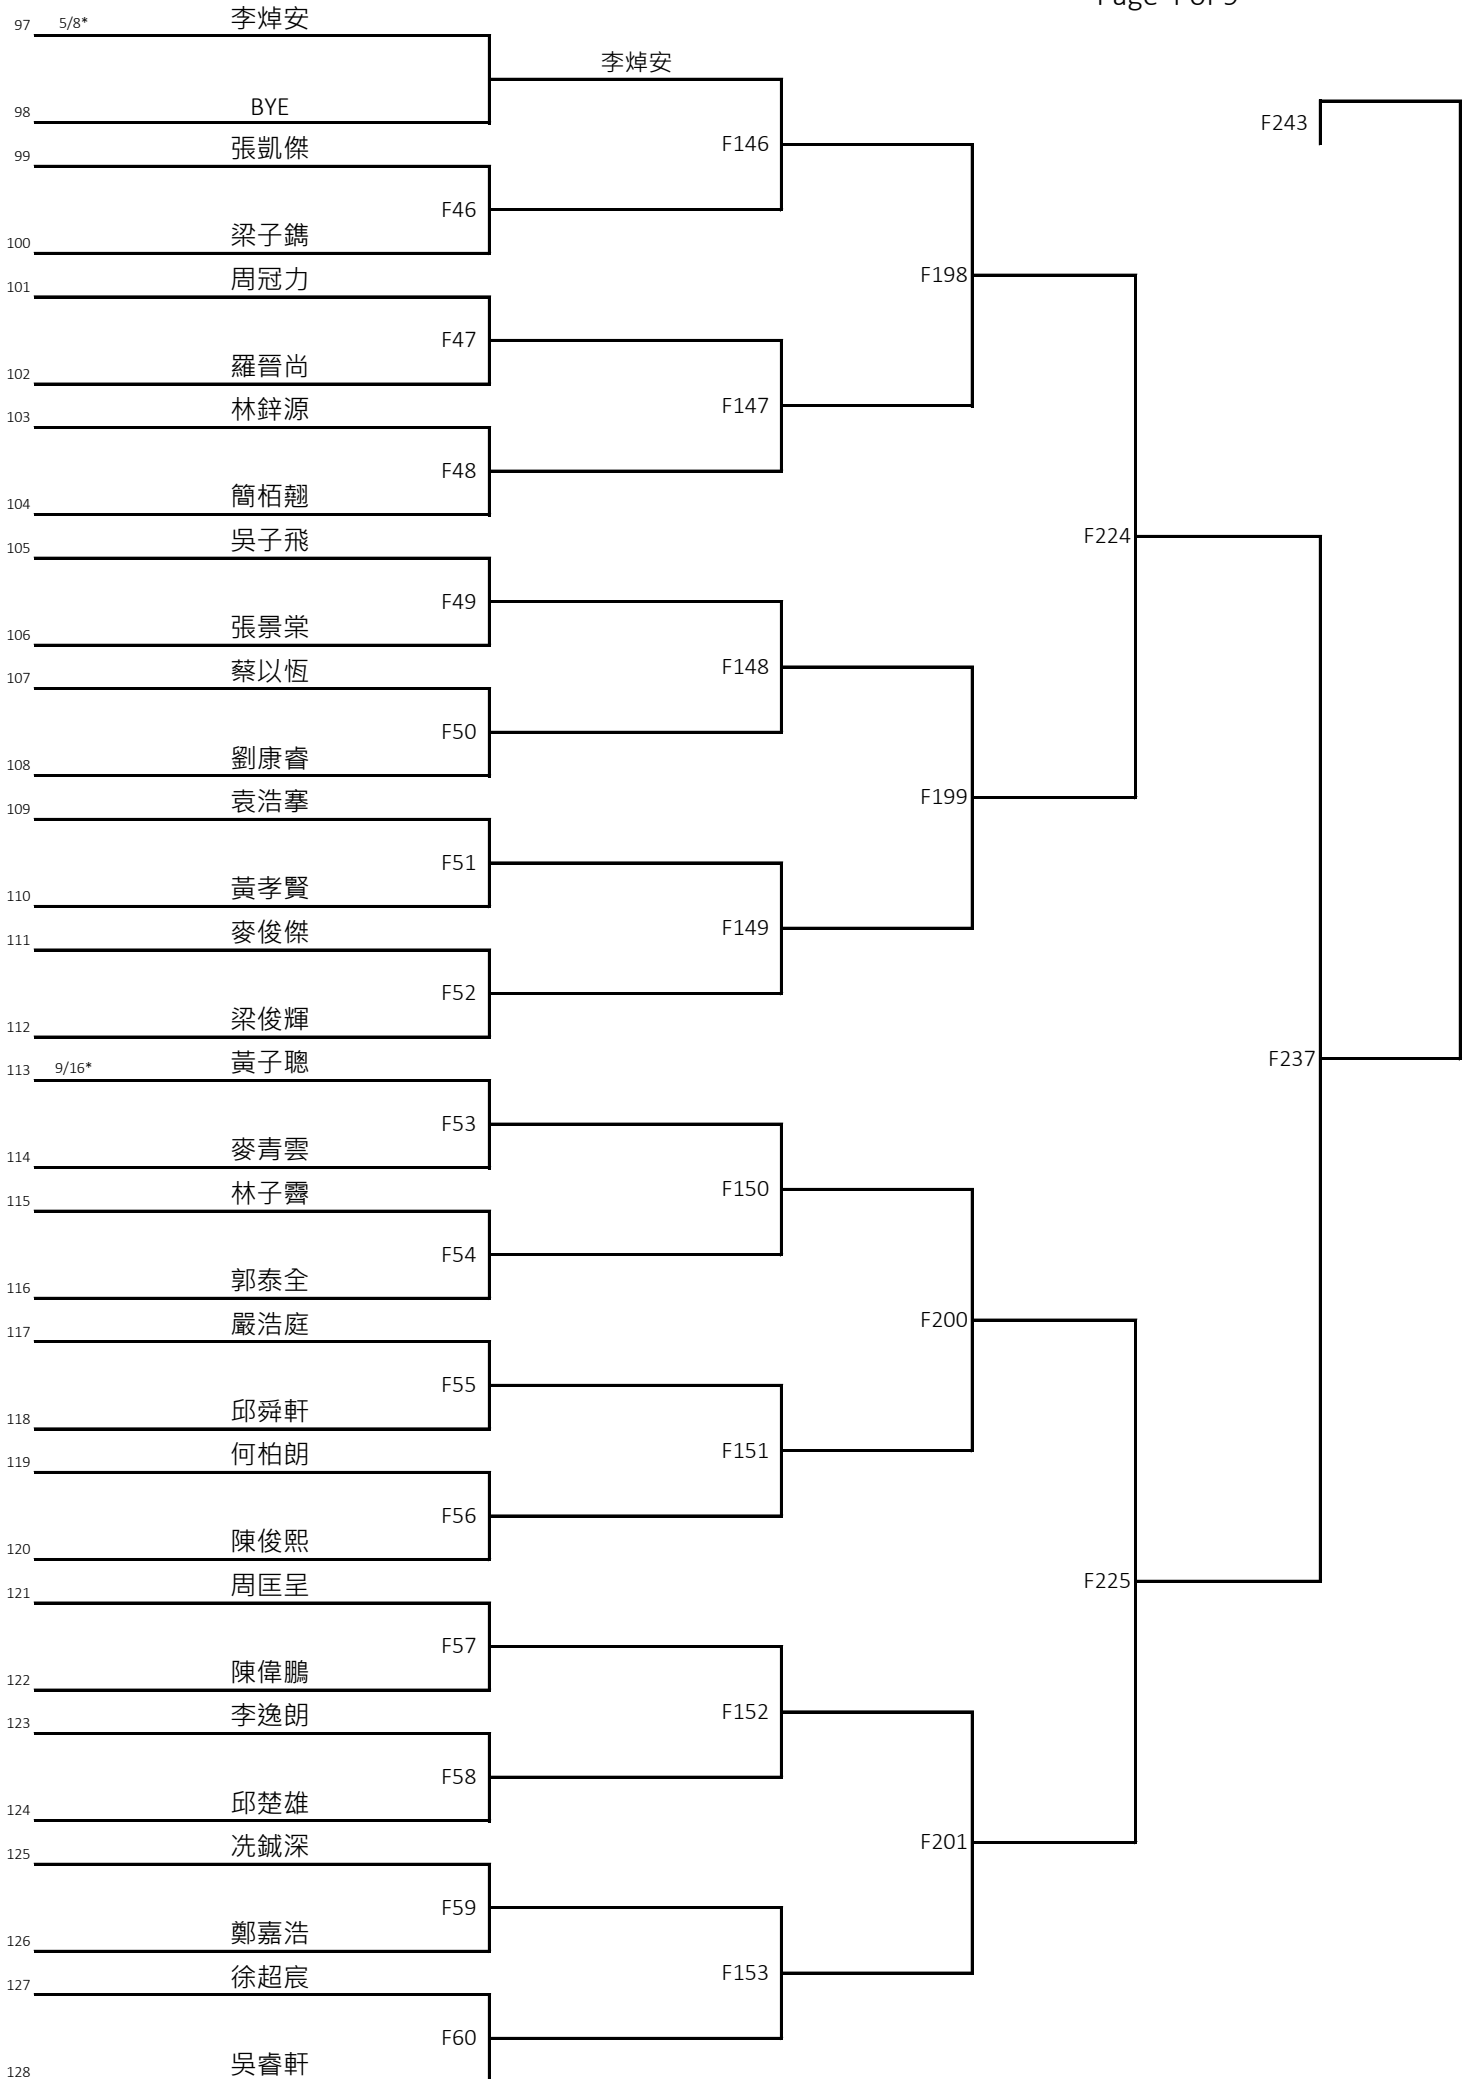 97 5/8* 李焯安
李焯安
98 BYE
F243
99 張凱傑
F146
F46
100 梁子鐫
101 周冠力
F198
F47
102 羅晉尚
103 林鋅源
F147
F48
104 簡栢翹
105 吳子飛
F224
F49
106 張景棠
107 蔡以恆
F148
F50
108 劉康睿
109 袁浩搴
F199
F51
110 黃孝賢
111 麥俊傑
F149
F52
112 梁俊輝
113 9/16* 黃子聰
F237
F53
114 麥青雲
115 林子霽
F150
F54
116 郭泰全
117 嚴浩庭
F200
F55
118 邱舜軒
119 何柏朗
F151
F56
120 陳俊熙
121 周匡呈
F225
F57
122 陳偉鵬
123 李逸朗
F152
F58
124 邱楚雄
125 冼鋮深
F201
F59
126 鄭嘉浩
127 徐超宸
F153
F60
128 吳睿軒